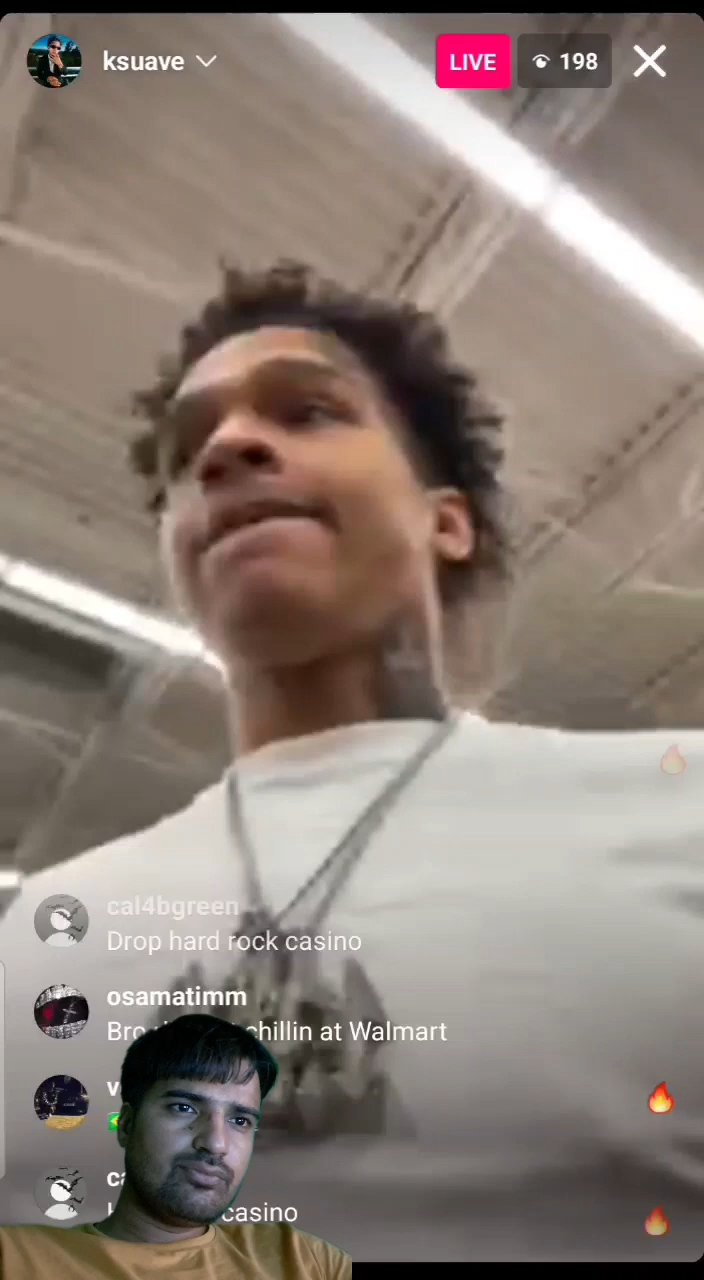 ksuave
LIVE
198
cal4bgreen
Drop hard rock casino
osamatimm
Bro chillin at Walmart
casino